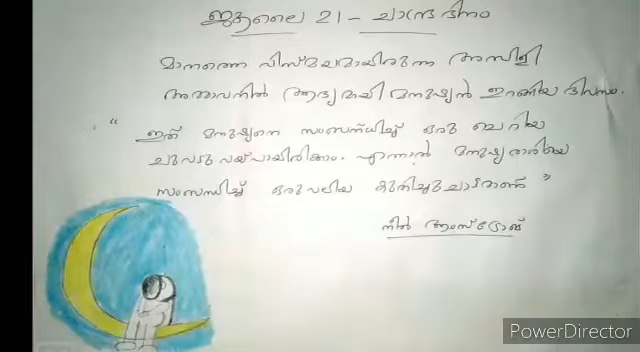 ജൂലൈ 21 - ചാന്ദ്ര ദിനം
മാനത്തെ വിസ്മയമായിരുന്ന അമ്പിളി
അമ്മാവനിൽ ആദ്യമായി മനുഷ്യൻ ഇറങ്ങിയ ദിവസം.
" ഇത് മനുഷ്യനെ സംബന്ധിച്ച് ഒരു ചെറിയ
ചുവടുവയ്പായിരിക്കാം. എന്നാൽ മനുഷ്യരാശിയെ
സംബന്ധിച്ച് ഒരു വലിയ കുതിച്ചുചാട്ടമാണ് "
നീൽ ആംസ്ട്രോങ്
PowerDirector